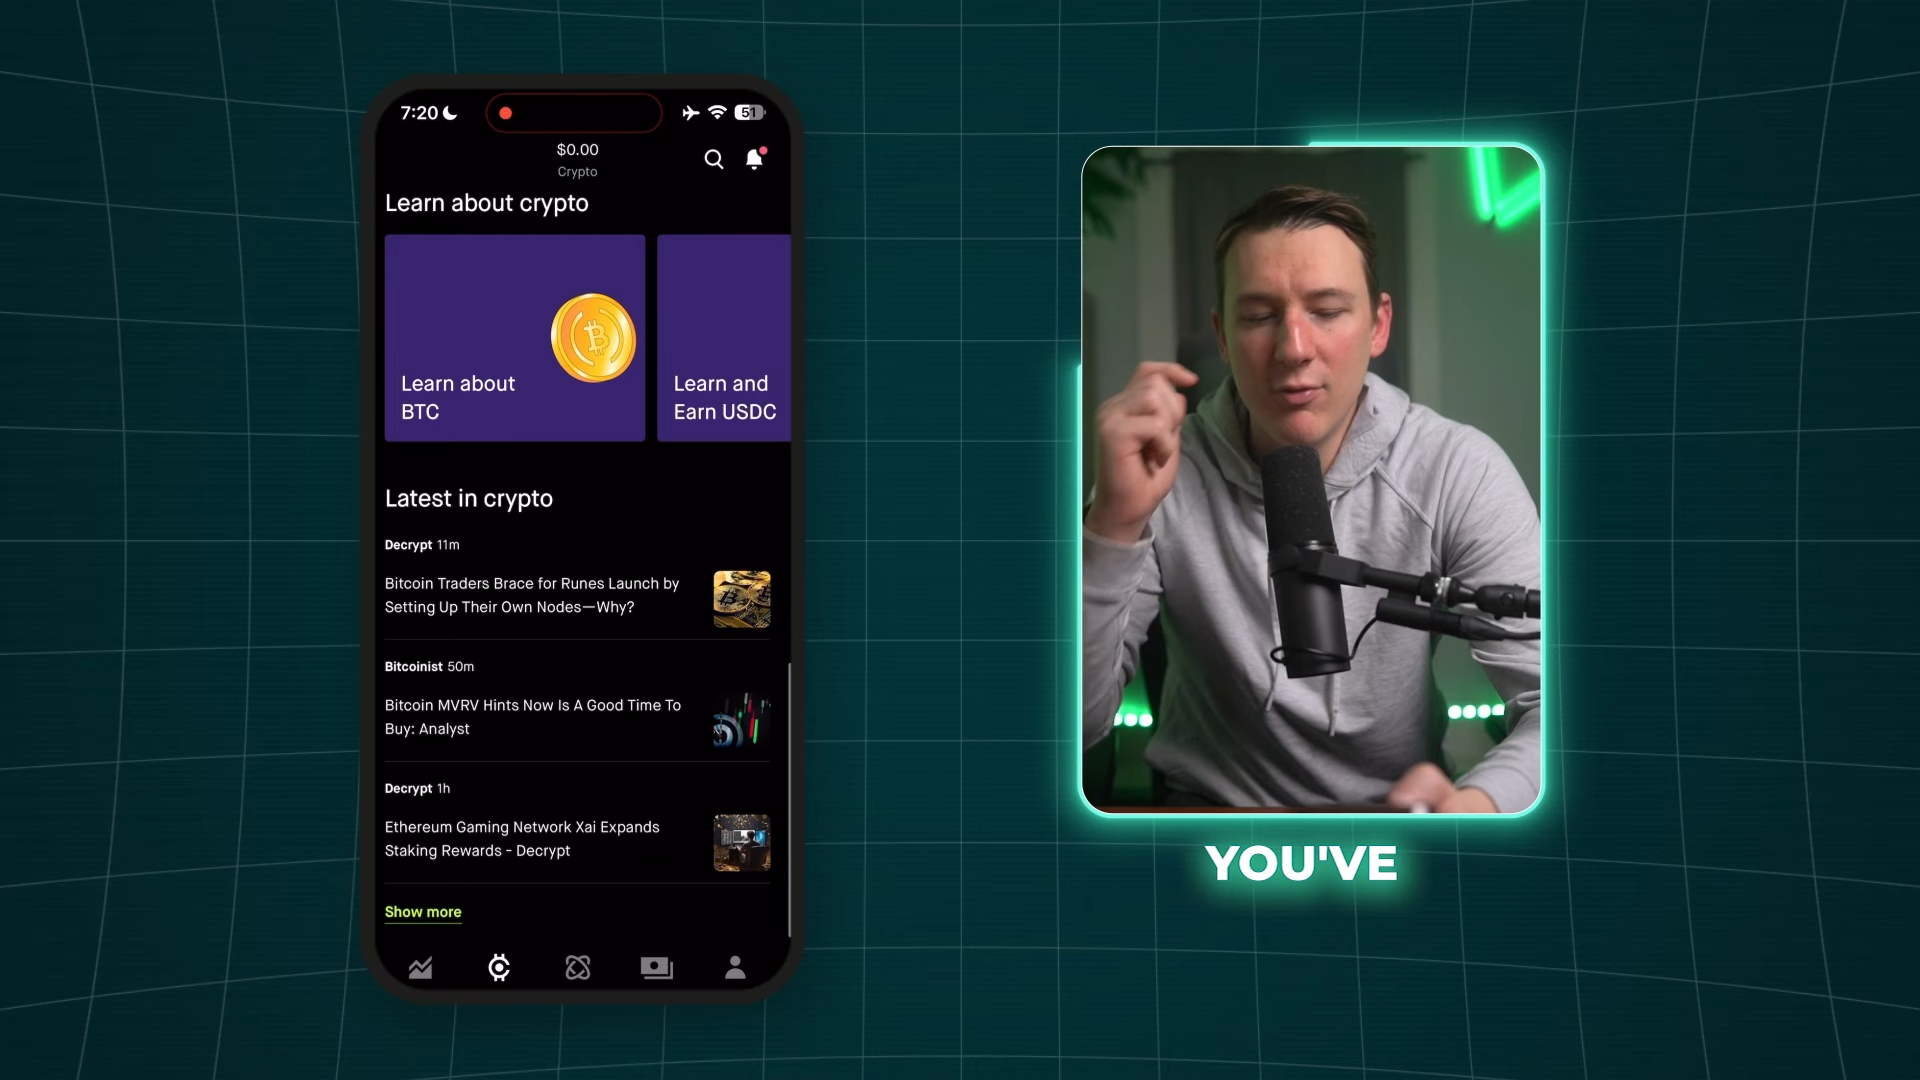 7:20
51
$0.00
Crypto
Learn about crypto
Learn about
BTC
Learn and
Earn USDC
Latest in crypto
Decrypt 11m
Bitcoin Traders Brace for Runes Launch by
Setting Up Their Own Nodes—Why?
Bitcoinist 50m
Bitcoin MVRV Hints Now Is A Good Time To
Buy: Analyst
Decrypt 1h
Ethereum Gaming Network Xai Expands
Staking Rewards - Decrypt
Show more
YOU'VE